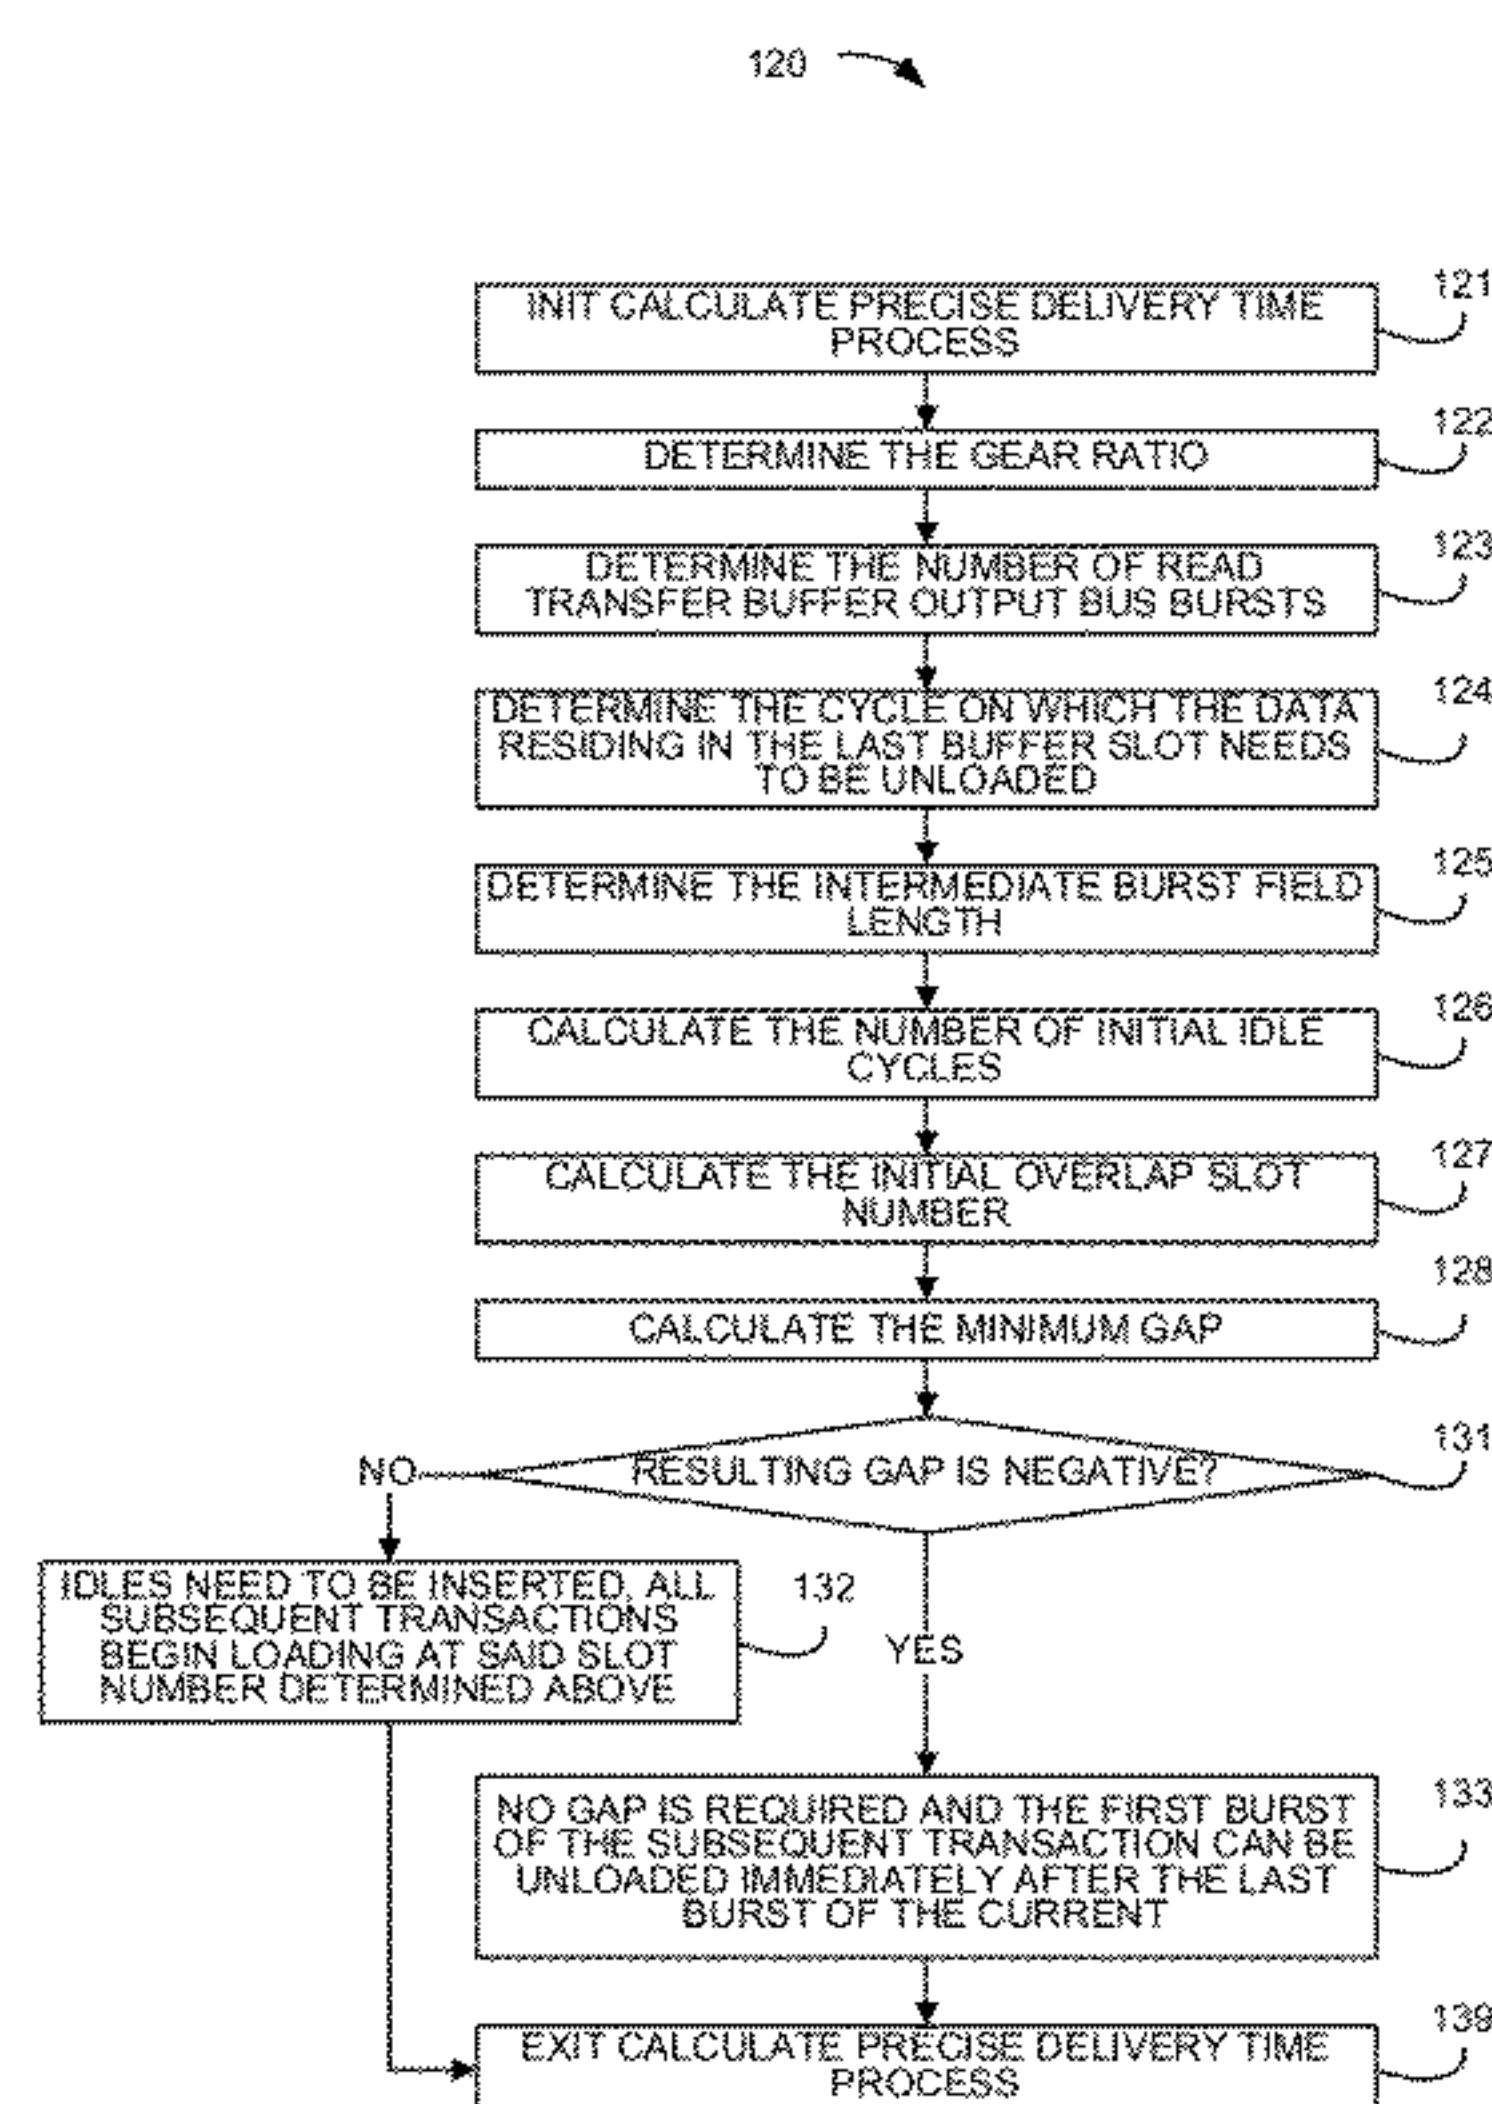 120
121
INIT CALCULATE PRECISE DELIVERY TIME
PROCESS
122
DETERMINE THE GEAR RATIO
123
DETERMINE THE NUMBER OF READ
TRANSFER BUFFER OUTPUT BUS BURSTS
124
DETERMINE THE CYCLE ON WHICH THE DATA
RESIDING IN THE LAST BUFFER SLOT NEEDS
TO BE UNLOADED
125
DETERMINE THE INTERMEDIATE BURST FIELD
LENGTH
126
CALCULATE THE NUMBER OF INITIAL IDLE
CYCLES
127
CALCULATE THE INITIAL OVERLAP SLOT
NUMBER
128
CALCULATE THE MINIMUM GAP
131
NO
RESULTING GAP IS NEGATIVE?
IDLES NEED TO BE INSERTED, ALL
SUBSEQUENT TRANSACTIONS
BEGIN LOADING AT SAID SLOT
NUMBER DETERMINED ABOVE
132
YES
133
NO GAP IS REQUIRED AND THE FIRST BURST
OF THE SUBSEQUENT TRANSACTION CAN BE
UNLOADED IMMEDIATELY AFTER THE LAST
BURST OF THE CURRENT
139
EXIT CALCULATE PRECISE DELIVERY TIME
PROCESS